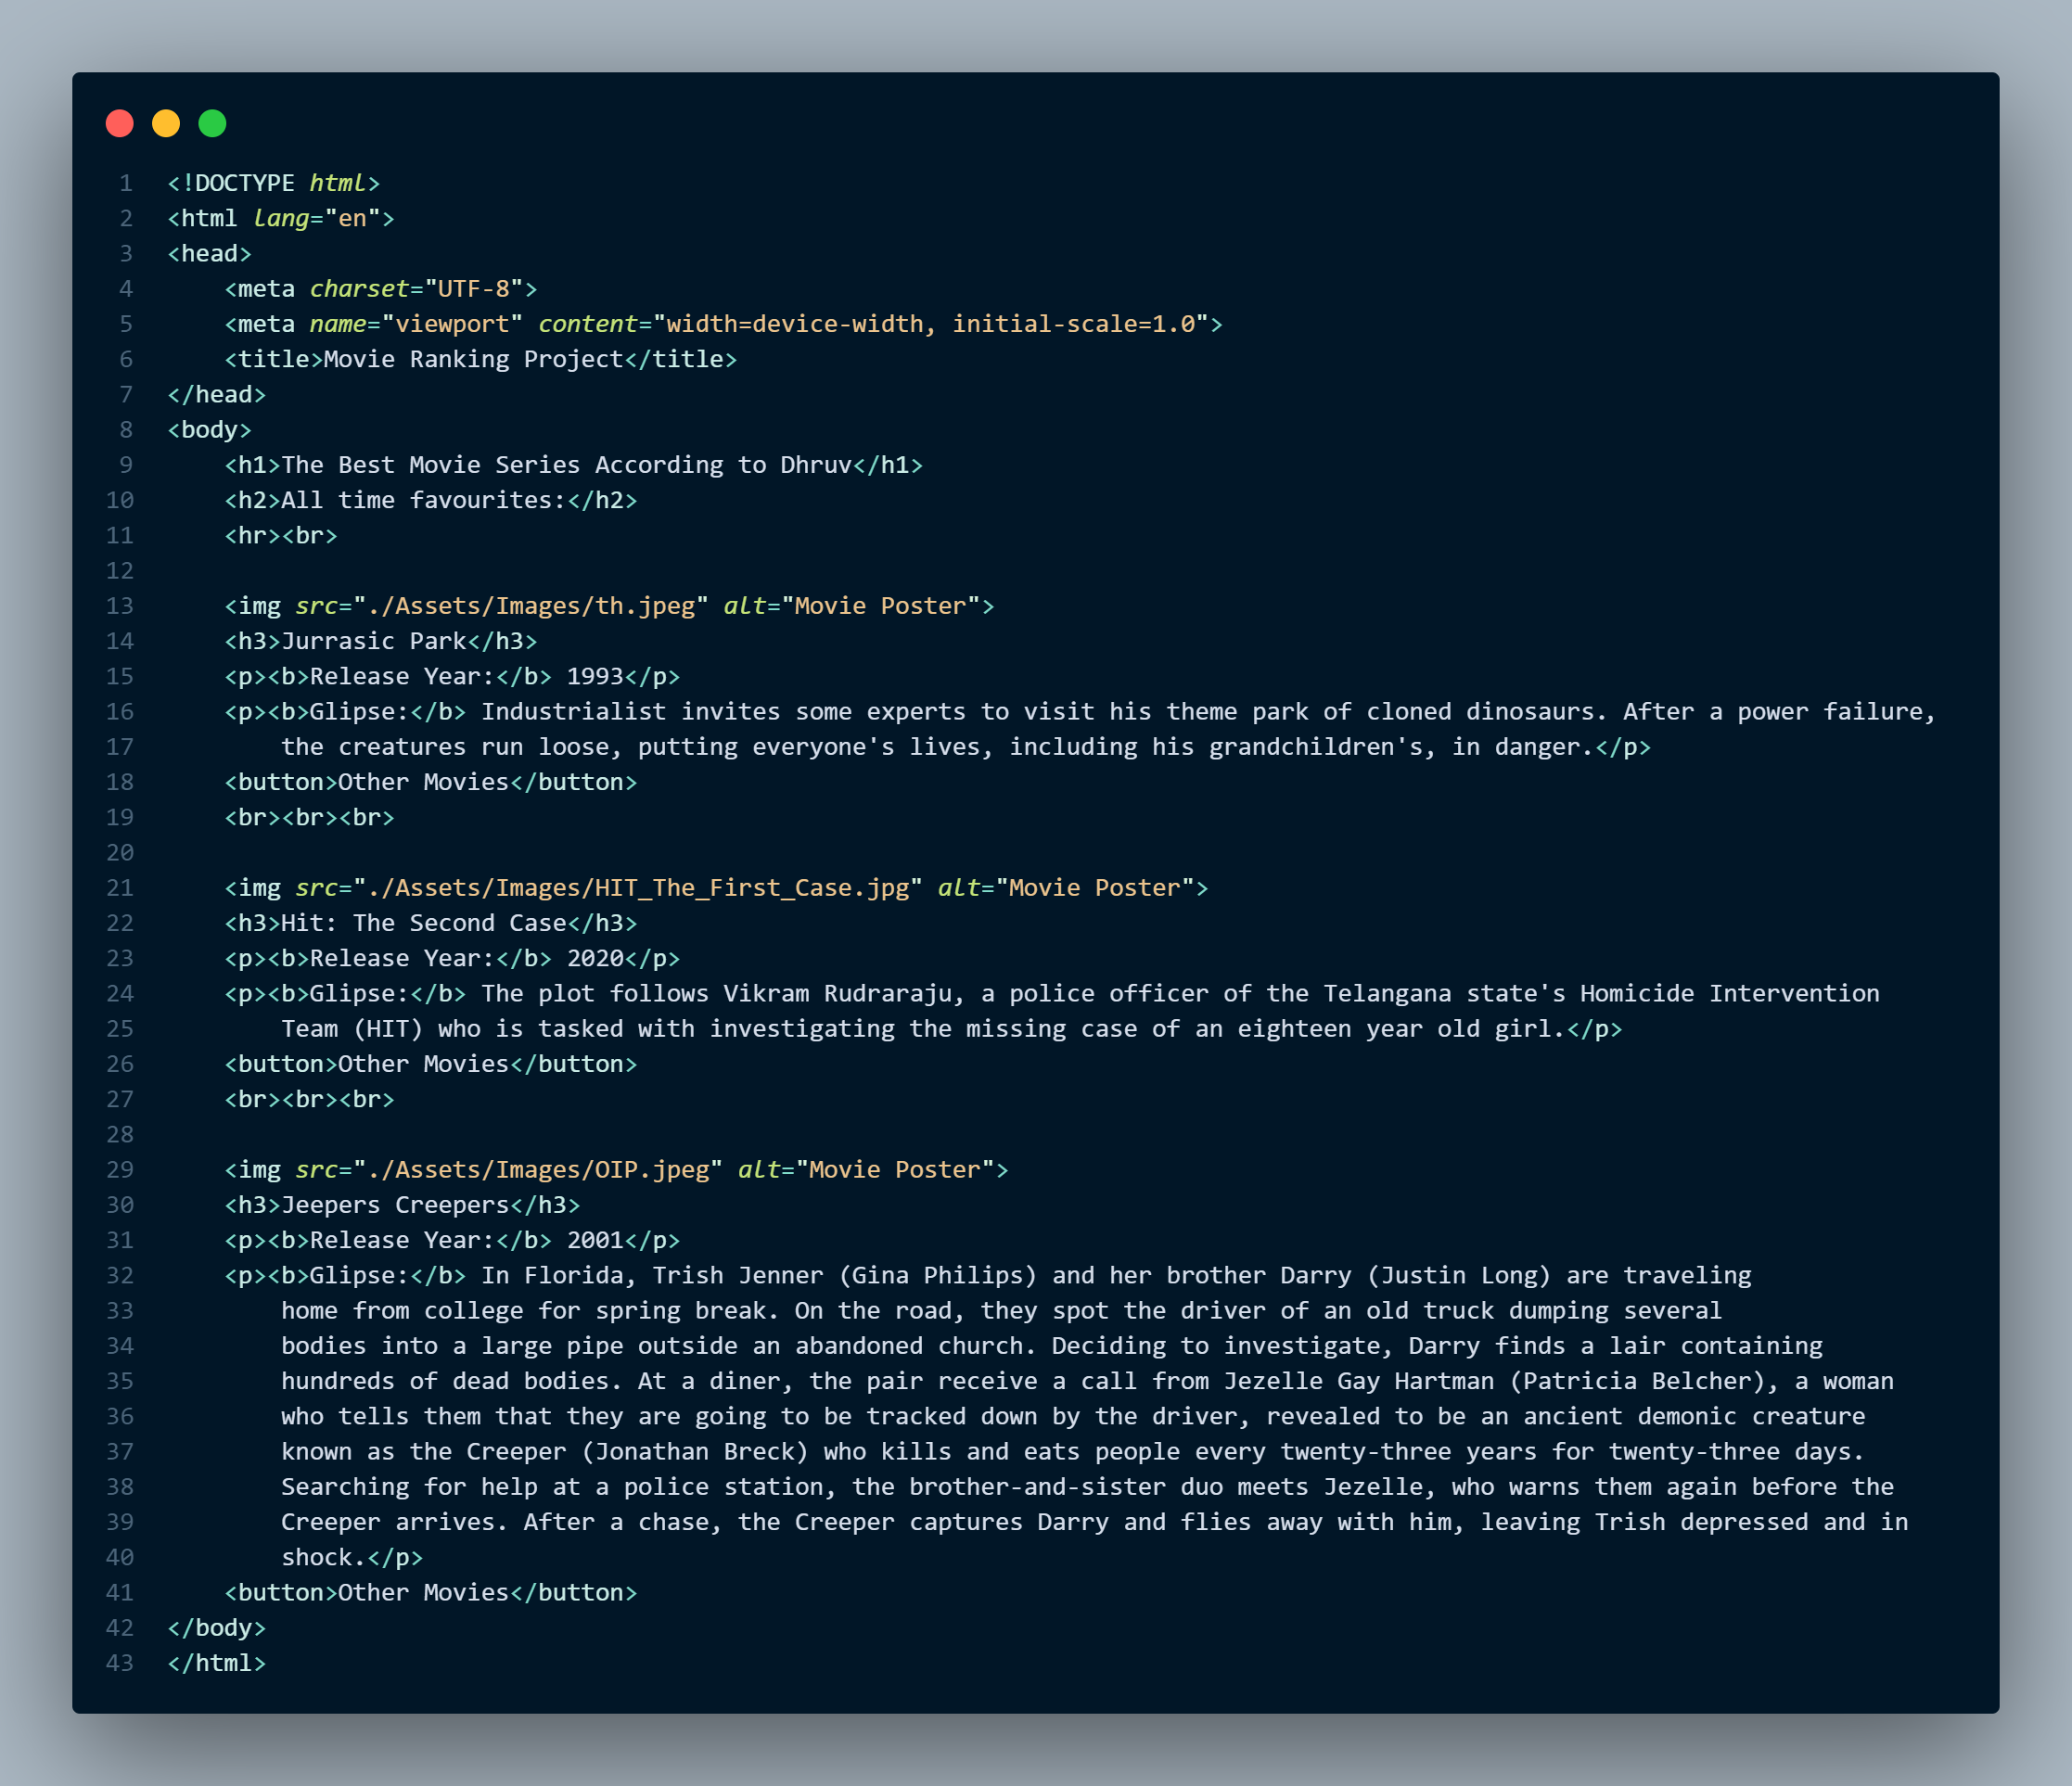 1 <!DOCTYPE html>
2 <html lang="en">
3 <head>
4     <meta charset="UTF-8">
5     <meta name="viewport" content="width=device-width, initial-scale=1.0">
6     <title>Movie Ranking Project</title>
7 </head>
8 <body>
9     <h1>The Best Movie Series According to Dhruv</h1>
10     <h2>All time favourites:</h2>
11     <hr><br>
12
13     <img src="./Assets/Images/th.jpeg" alt="Movie Poster">
14     <h3>Jurrasic Park</h3>
15     <p><b>Release Year:</b> 1993</p>
16     <p><b>Glipse:</b> Industrialist invites some experts to visit his theme park of cloned dinosaurs. After a power failure,
17         the creatures run loose, putting everyone's lives, including his grandchildren's, in danger.</p>
18     <button>Other Movies</button>
19     <br><br><br>
20
21     <img src="./Assets/Images/HIT_The_First_Case.jpg" alt="Movie Poster">
22     <h3>Hit: The Second Case</h3>
23     <p><b>Release Year:</b> 2020</p>
24     <p><b>Glipse:</b> The plot follows Vikram Rudraraju, a police officer of the Telangana state's Homicide Intervention
25         Team (HIT) who is tasked with investigating the missing case of an eighteen year old girl.</p>
26     <button>Other Movies</button>
27     <br><br><br>
28
29     <img src="./Assets/Images/OIP.jpeg" alt="Movie Poster">
30     <h3>Jeepers Creepers</h3>
31     <p><b>Release Year:</b> 2001</p>
32     <p><b>Glipse:</b> In Florida, Trish Jenner (Gina Philips) and her brother Darry (Justin Long) are traveling
33         home from college for spring break. On the road, they spot the driver of an old truck dumping several
34         bodies into a large pipe outside an abandoned church. Deciding to investigate, Darry finds a lair containing
35         hundreds of dead bodies. At a diner, the pair receive a call from Jezelle Gay Hartman (Patricia Belcher), a woman
36         who tells them that they are going to be tracked down by the driver, revealed to be an ancient demonic creature
37         known as the Creeper (Jonathan Breck) who kills and eats people every twenty-three years for twenty-three days.
38         Searching for help at a police station, the brother-and-sister duo meets Jezelle, who warns them again before the
39         Creeper arrives. After a chase, the Creeper captures Darry and flies away with him, leaving Trish depressed and in
40         shock.</p>
41     <button>Other Movies</button>
42 </body>
43 </html>